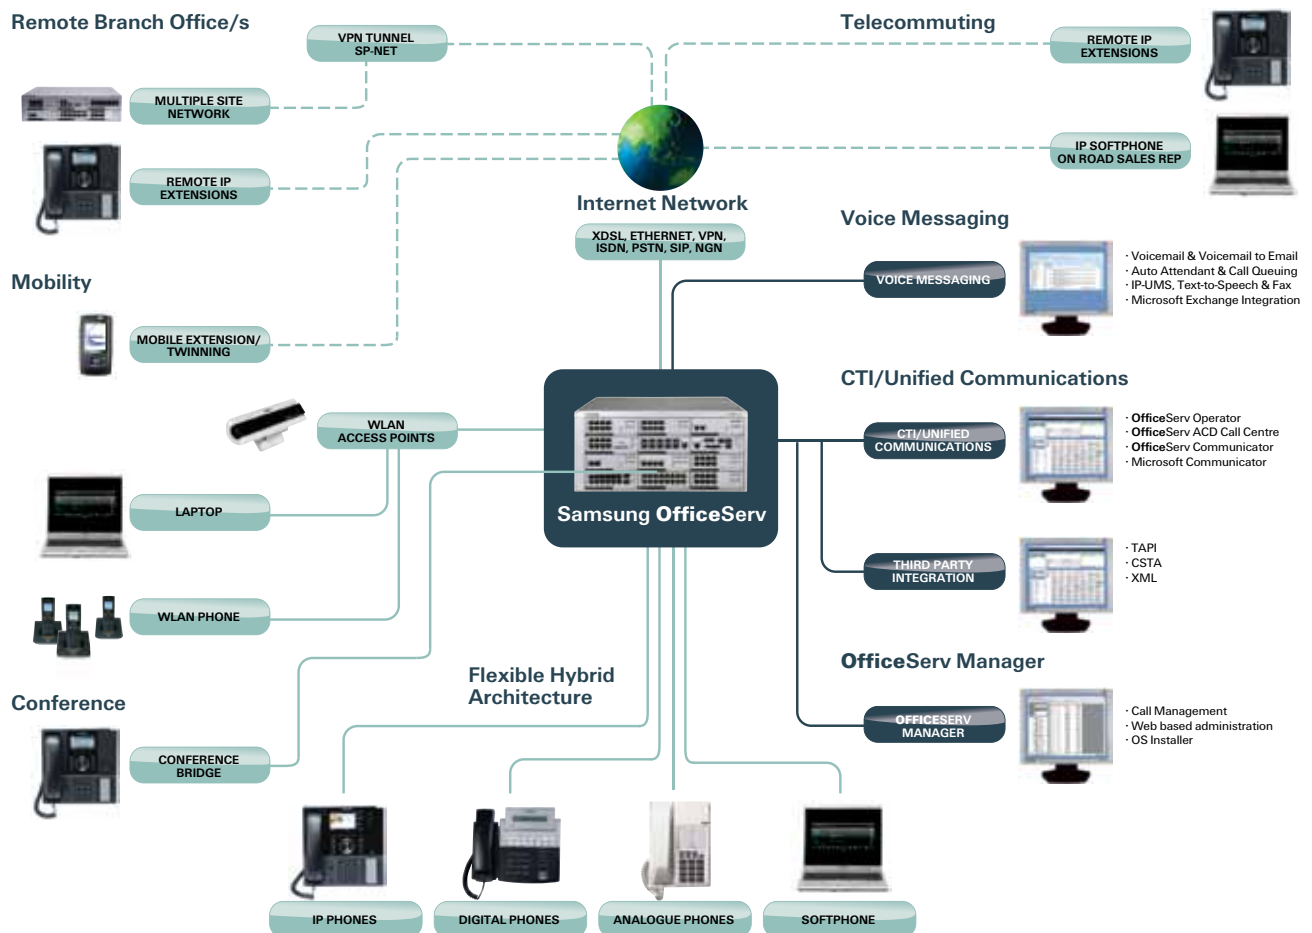 Remote Branch Office/s
VPN TUNNEL
SP-NET
MULTIPLE SITE
NETWORK
REMOTE IP
EXTENSIONS
Telecommuting
REMOTE IP
EXTENSIONS
IP SOFTPHONE
ON ROAD SALES REP
Internet Network
XDSL, ETHERNET, VPN,
ISDN, PSTN, SIP, NGN
Mobility
MOBILE EXTENSION/
TWINNING
WLAN
ACCESS POINTS
LAPTOP
WLAN PHONE
Voice Messaging
VOICE MESSAGING
· Voicemail & Voicemail to Email
· Auto Attendant & Call Queuing
· IP-UMS, Text-to-Speech & Fax
· Microsoft Exchange Integration
CTI/Unified Communications
CTI/UNIFIED
COMMUNICATIONS
· OfficeServ Operator
· OfficeServ ACD Call Centre
· OfficeServ Communicator
· Microsoft Communicator
Samsung OfficeServ
THIRD PARTY
INTEGRATION
· TAPI
· CSTA
· XML
OfficeServ Manager
OFFICESERV
MANAGER
· Call Management
· Web based administration
· OS Installer
Conference
CONFERENCE
BRIDGE
Flexible Hybrid
Architecture
IP PHONES
DIGITAL PHONES
ANALOGUE PHONES
SOFTPHONE